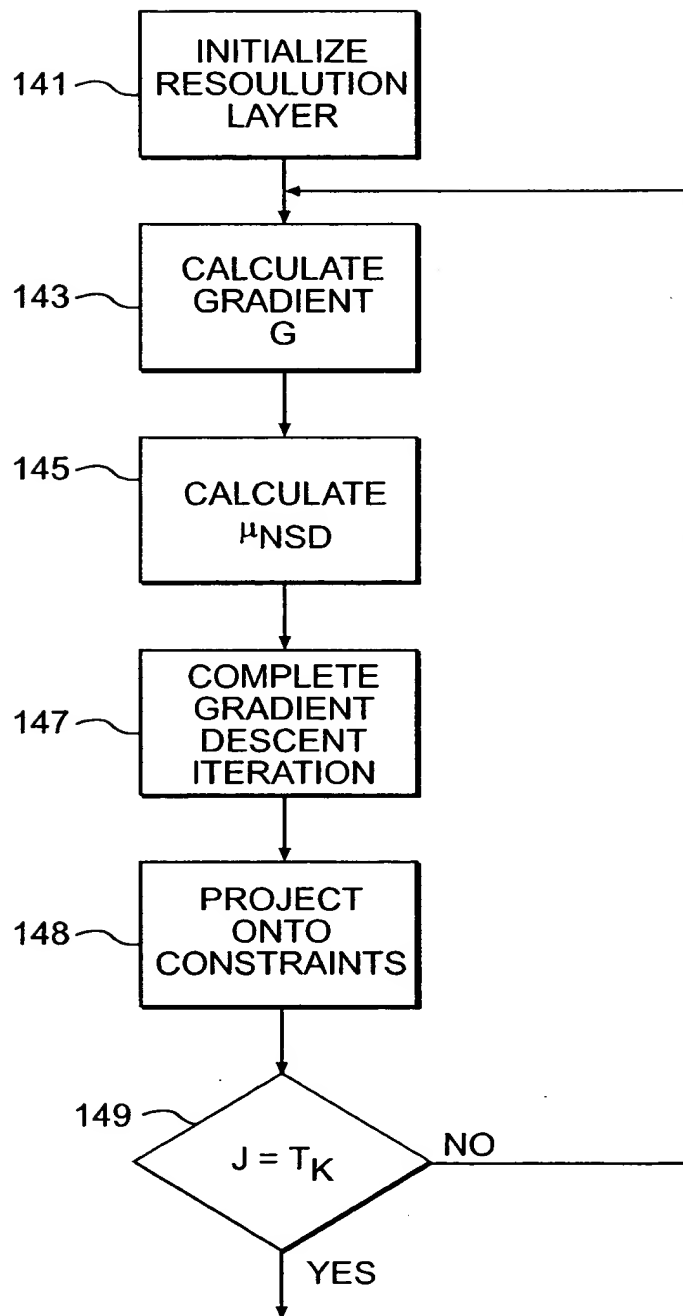 141
INITIALIZE
RESOULUTION
LAYER
143
CALCULATE
GRADIENT
G
145
CALCULATE
μNSD
147
COMPLETE
GRADIENT
DESCENT
ITERATION
148
PROJECT
ONTO
CONSTRAINTS
149
J = TK
NO
YES